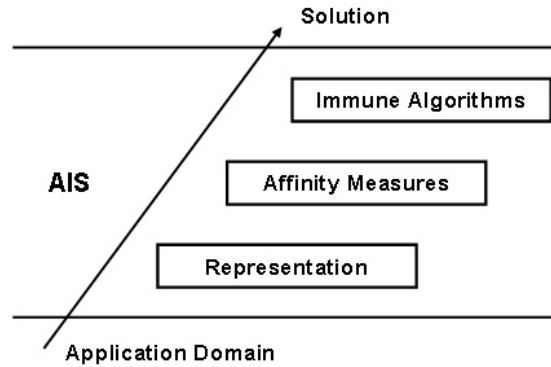 Solution
Immune Algorithms
AIS
Affinity Measures
Representation
Application Domain